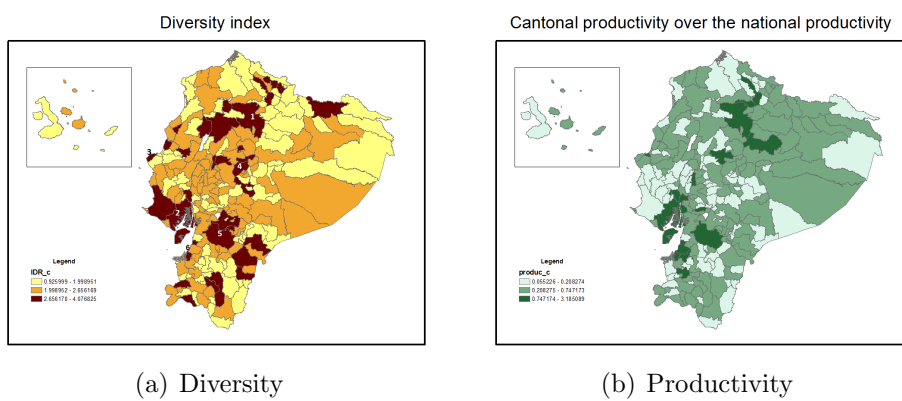 Diversity index
3
4
2
5
6
Legend
IDR_c
0.925999 - 1.998951
1.998952 - 2.656169
2.656170 - 4.076825
(a) Diversity
Cantonal productivity over the national productivity
Legend
produc_c
0.055226 - 0.208274
0.208275 - 0.747173
0.747174 - 3.185089
(b) Productivity